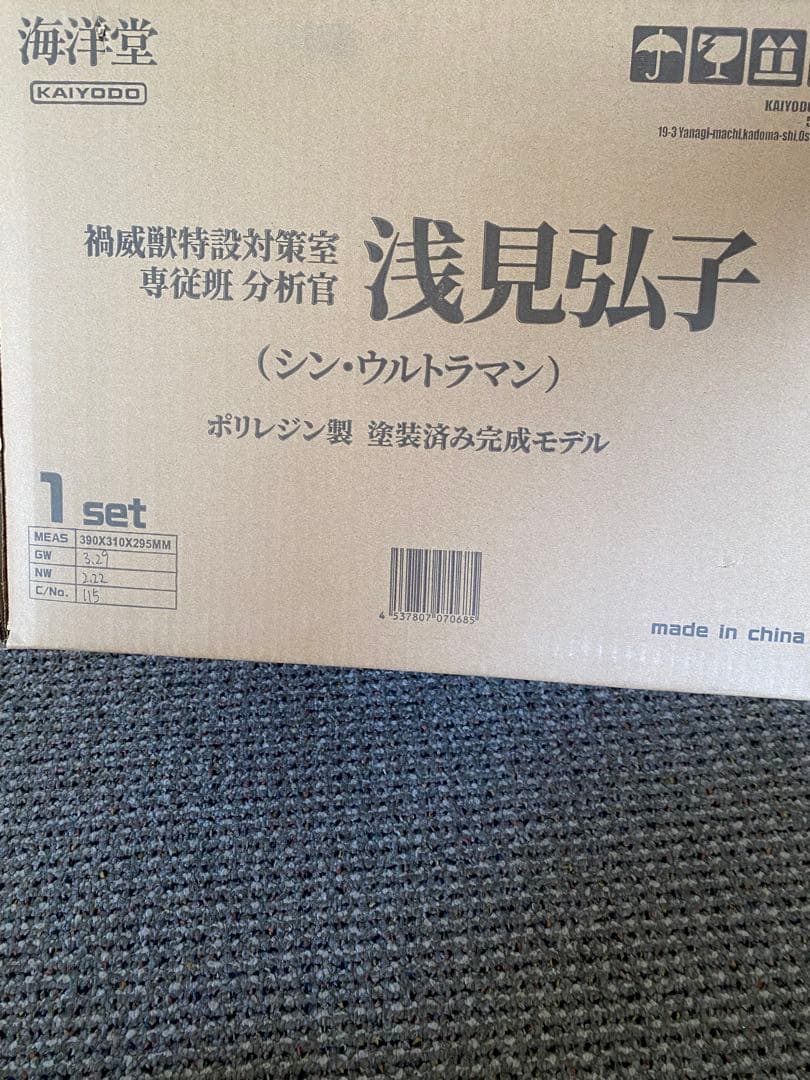 海洋堂
KAIYODO
KAIYODO
19-3 Yanagi-machi,kadoma-shi,Os
禍威獣特設対策室
専従班 分析官
浅見弘子
(シン・ウルトラマン)
ポリレジン製 塗装済み完成モデル
1 set
MEAS 390X310X295MM
GW 3.29
NW 2.22
C/No. 115
4 537807 070685
made in china